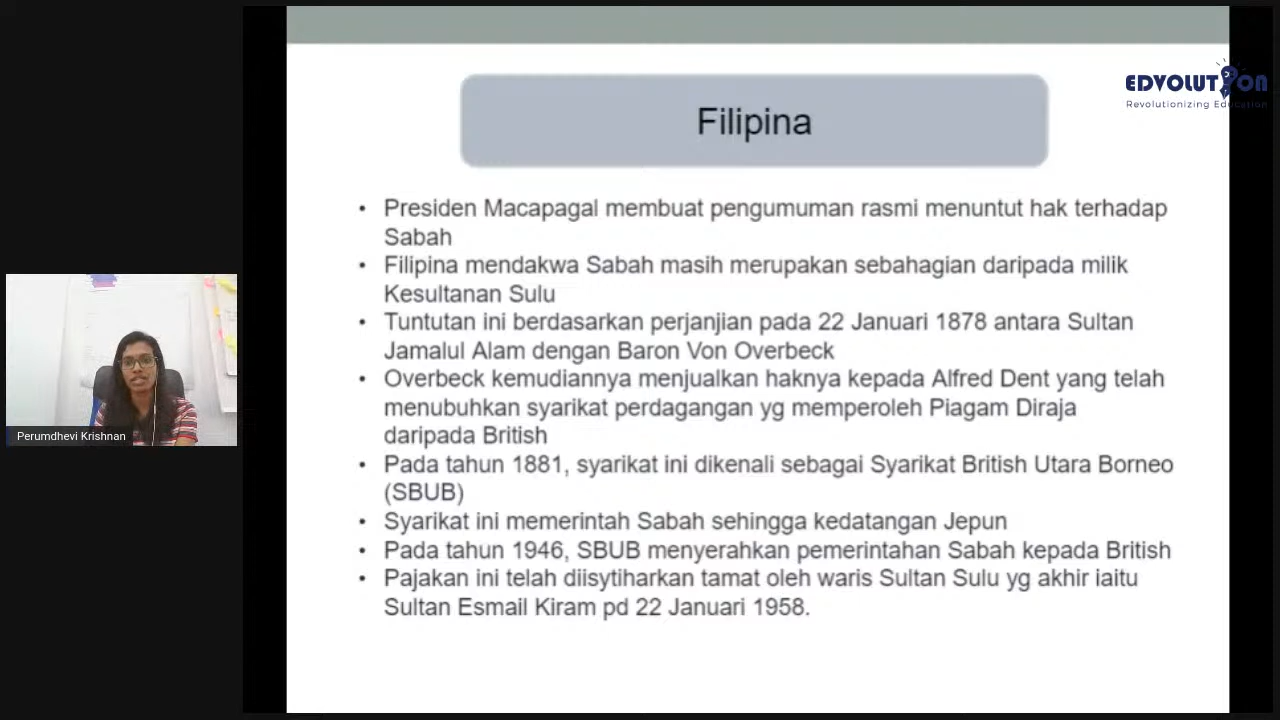 EDVOLUTION
Revolutionizing Education
Filipina
• Presiden Macapagal membuat pengumuman rasmi menuntut hak terhadap
Sabah
• Filipina mendakwa Sabah masih merupakan sebahagian daripada milik
Kesultanan Sulu
• Tuntutan ini berdasarkan perjanjian pada 22 Januari 1878 antara Sultan
Jamalul Alam dengan Baron Von Overbeck
• Overbeck kemudiannya menjualkan haknya kepada Alfred Dent yang telah
menubuhkan syarikat perdagangan yg memperoleh Piagam Diraja
daripada British
• Pada tahun 1881, syarikat ini dikenali sebagai Syarikat British Utara Borneo
(SBUB)
• Syarikat ini memerintah Sabah sehingga kedatangan Jepun
• Pada tahun 1946, SBUB menyerahkan pemerintahan Sabah kepada British
• Pajakan ini telah diisytiharkan tamat oleh waris Sultan Sulu yg akhir iaitu
Sultan Esmail Kiram pd 22 Januari 1958.
Perumdhevi Krishnan